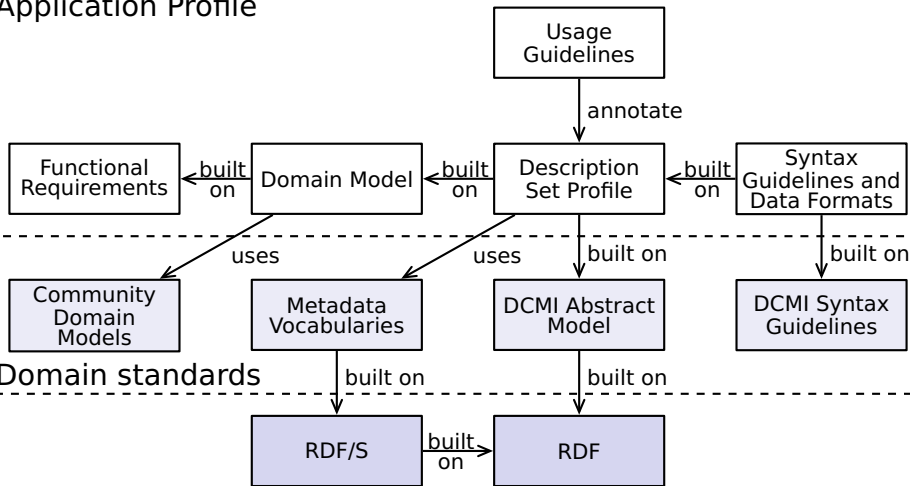 Application Profile
Usage
Guidelines
annotate
Functional
Requirements
built
on
Domain Model
built
on
Description
Set Profile
built
on
Syntax
Guidelines and
Data Formats
uses
uses
built on
built on
Community
Domain
Models
Metadata
Vocabularies
DCMI Abstract
Model
DCMI Syntax
Guidelines
Domain standards
built on
built on
RDF/S
built
on
RDF